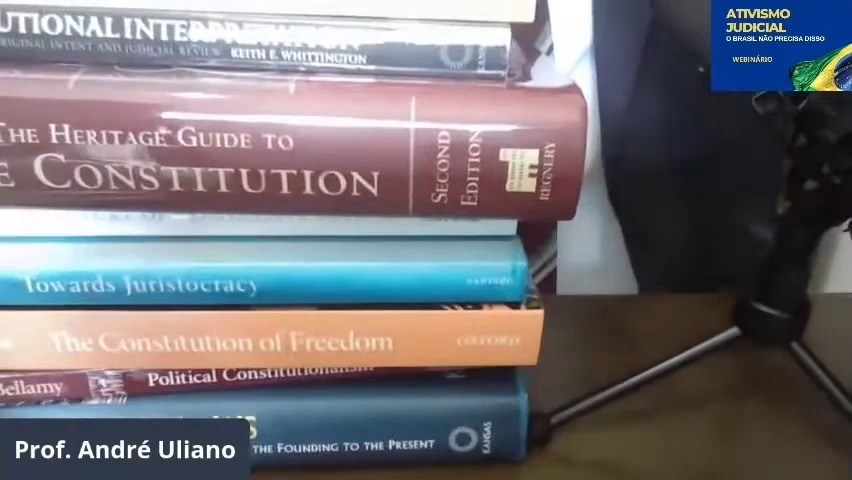 UTIONAL INTERPRETATION
ORIGINAL INTENT AND JUDICIAL REVIEW KEITH E. WHITTINGTON
THE HERITAGE GUIDE TO
E CONSTITUTION
SECOND
EDITION
REGNERY
Towards Juristocracy
HARVARD
The Constitution of Freedom
OXFORD
Bellamy Political Constitutionalism
THE FOUNDING TO THE PRESENT
KANSAS
Prof. André Uliano
ATIVISMO
JUDICIAL
O BRASIL NÃO PRECISA DISSO
WEBINÁRIO